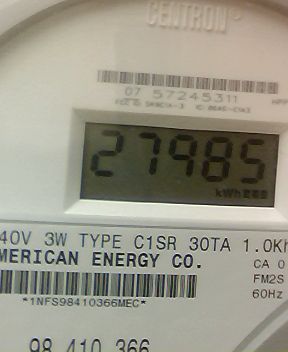 CENTRON®
07 57245311
27985
kWh
40V 3W TYPE C1SR 30TA 1.0Kh
MERICAN ENERGY CO.
CA 0
FM2S
60Hz
*1NFS98410366MEC*
98 410 366